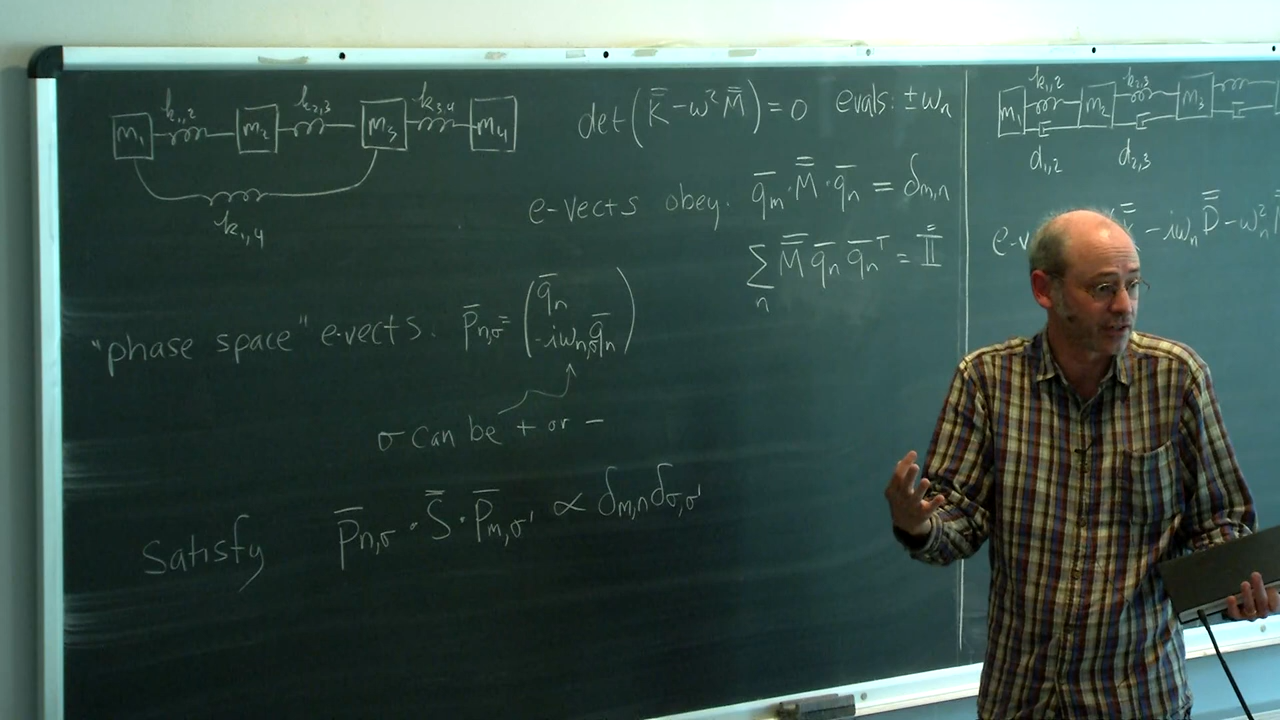 k₁,₂ k₂,₃ k₃,₄
m₁ m₂ m₃ m₄
k₁,₄
det(K̿ − ω²M̿) = 0 evals: ±ωₙ
e-vects obey. q̄ₘ · M̿ · q̄ₙ = δₘ,ₙ
∑ₙ M̿ q̄ₙ q̄ₙᵀ = 𝕀̿
"phase space" e-vects. p̄ₙ,σ = (q̄ₙ
−iωₙ,σ q̄ₙ)
σ can be + or −
Satisfy p̄ₙ,σ · S̿ · p̄ₘ,σ' ∝ δₘ,ₙ δσ,σ'
k₁,₂ k₂,₃
m₁ m₂ m₃
d₁,₂ d₂,₃
− iωₙ D̿ − ωₙ²